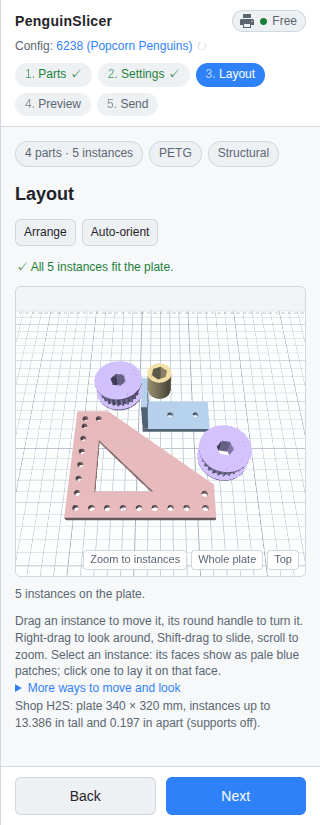 PenguinSlicer
Free
Config: 6238 (Popcorn Penguins)
1. Parts ✓
2. Settings ✓
3. Layout
4. Preview
5. Send
4 parts · 5 instances
PETG
Structural
Layout
Arrange
Auto-orient
✓ All 5 instances fit the plate.
Zoom to instances
Whole plate
Top
5 instances on the plate.
Drag an instance to move it, its round handle to turn it.
Right-drag to look around, Shift-drag to slide, scroll to
zoom. Select an instance: its faces show as pale blue
patches; click one to lay it on that face.
▶ More ways to move and look
Shop H2S: plate 340 × 320 mm, instances up to
13.386 in tall and 0.197 in apart (supports off).
Back
Next